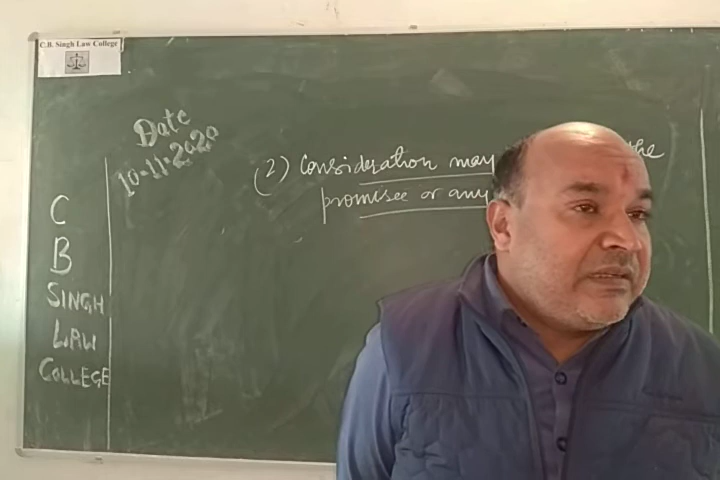 C.B. Singh Law College
Date
10-11-2020
(2) Consideration may the
promisee or any
C
B
SINGH
LAW
COLLEGE